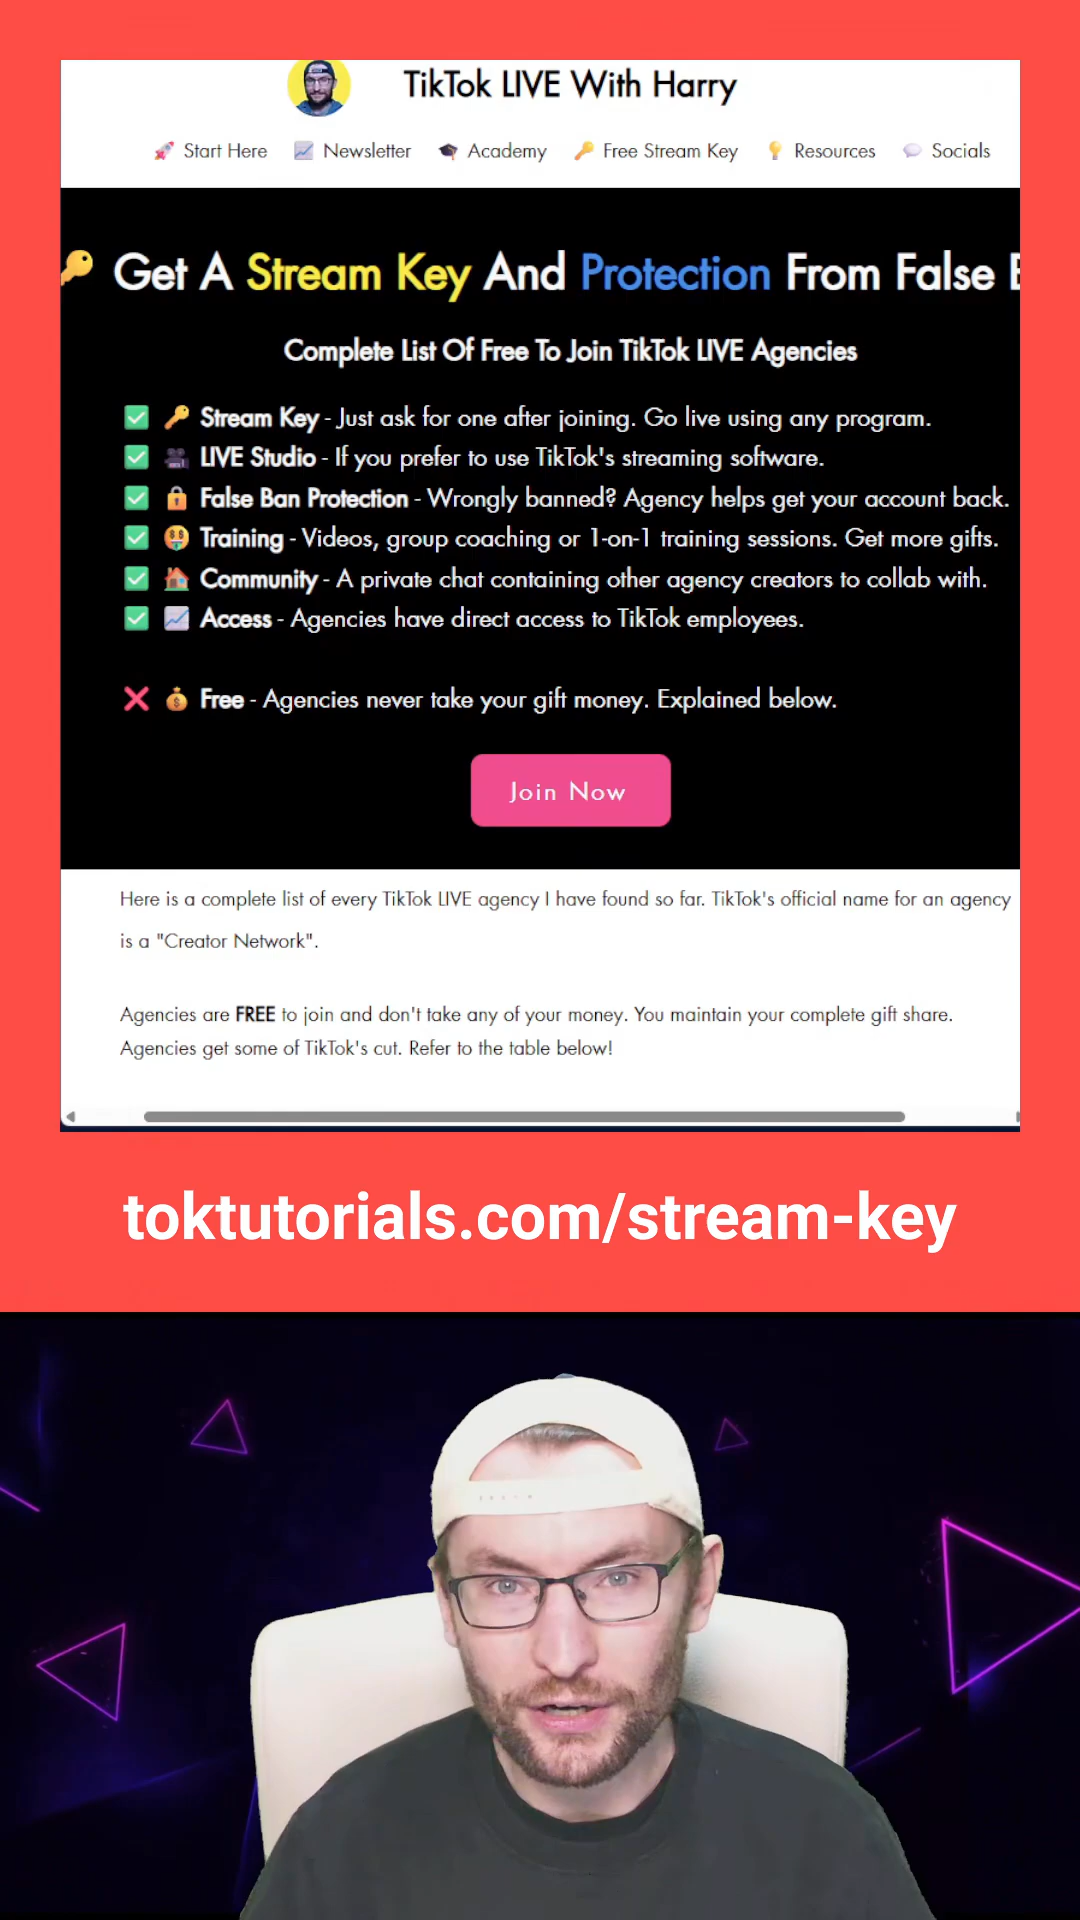 TikTok LIVE With Harry
Start Here Newsletter Academy Free Stream Key Resources Socials
Get A Stream Key And Protection From False
Complete List Of Free To Join TikTok LIVE Agencies
Stream Key - Just ask for one after joining. Go live using any program.
LIVE Studio - If you prefer to use TikTok's streaming software.
False Ban Protection - Wrongly banned? Agency helps get your account back.
Training - Videos, group coaching or 1-on-1 training sessions. Get more gifts.
Community - A private chat containing other agency creators to collab with.
Access - Agencies have direct access to TikTok employees.
Free - Agencies never take your gift money. Explained below.
Join Now
Here is a complete list of every TikTok LIVE agency I have found so far. TikTok's official name for an agency
is a "Creator Network".
Agencies are FREE to join and don't take any of your money. You maintain your complete gift share.
Agencies get some of TikTok's cut. Refer to the table below!
toktutorials.com/stream-key